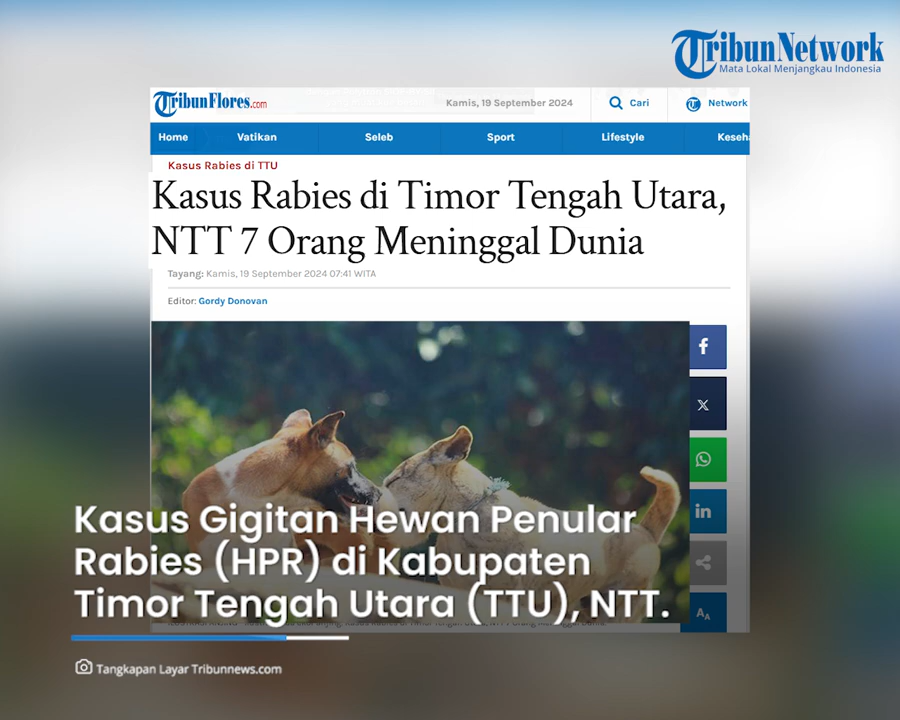 TribunNetwork
Mata Lokal Menjangkau Indonesia
TribunFlores.com
Kamis, 19 September 2024
Cari
Network
Home
Vatikan
Seleb
Sport
Lifestyle
Keseh
Kasus Rabies di TTU
Kasus Rabies di Timor Tengah Utara,
NTT 7 Orang Meninggal Dunia
Tayang: Kamis, 19 September 2024 07:41 WITA
Editor: Gordy Donovan
Kasus Gigitan Hewan Penular
Rabies (HPR) di Kabupaten
Timor Tengah Utara (TTU), NTT.
Tangkapan Layar Tribunnews.com